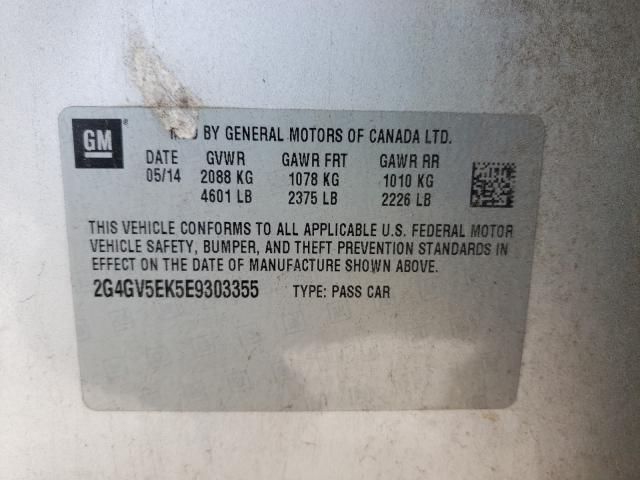 GM
BY GENERAL MOTORS OF CANADA LTD.
DATE GVWR GAWR FRT GAWR RR
05/14 2088 KG 1078 KG 1010 KG
4601 LB 2375 LB 2226 LB
THIS VEHICLE CONFORMS TO ALL APPLICABLE U.S. FEDERAL MOTOR
VEHICLE SAFETY, BUMPER, AND THEFT PREVENTION STANDARDS IN
EFFECT ON THE DATE OF MANUFACTURE SHOWN ABOVE.
2G4GV5EK5E9303355 TYPE: PASS CAR